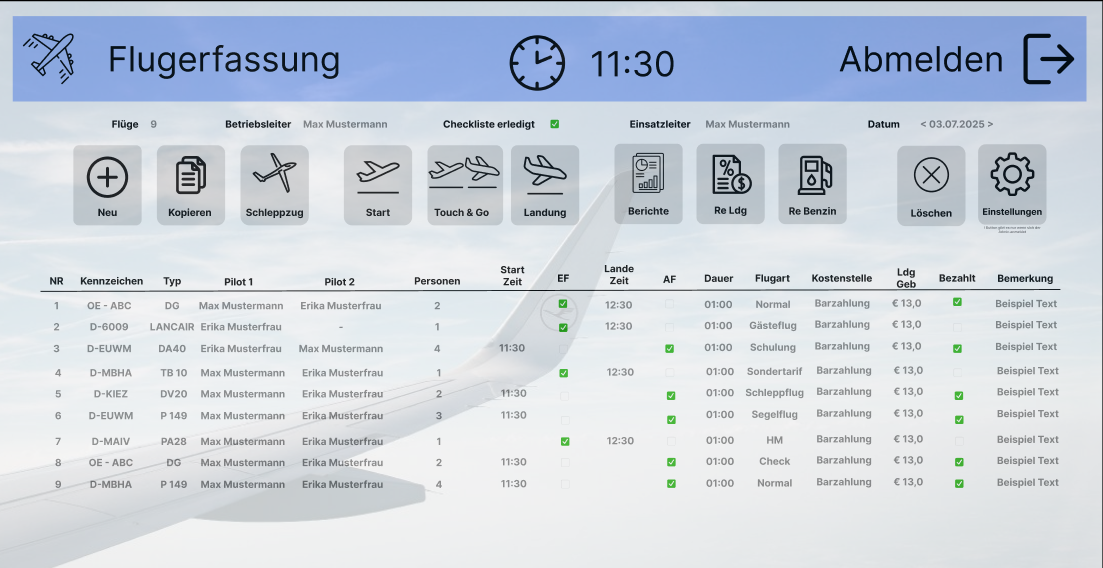 Flugerfassung 11:30 Abmelden
Flüge 9 Betriebsleiter Max Mustermann Checkliste erledigt Einsatzleiter Max Mustermann Datum < 03.07.2025 >
Neu Kopieren Schleppzug Start Touch & Go Landung Berichte Re Ldg Re Benzin Löschen Einstellungen
NR Kennzeichen Typ Pilot 1 Pilot 2 Personen Start Zeit EF Lande Zeit AF Dauer Flugart Kostenstelle Ldg Geb Bezahlt Bemerkung
1 OE - ABC DG Max Mustermann Erika Musterfrau 2 12:30 01:00 Normal Barzahlung € 13,0 Beispiel Text
2 D-6009 LANCAIR Erika Musterfrau - 1 12:30 01:00 Gästeflug Barzahlung € 13,0 Beispiel Text
3 D-EUWM DA40 Erika Musterfrau Max Mustermann 4 11:30 01:00 Schulung Barzahlung € 13,0 Beispiel Text
4 D-MBHA TB 10 Max Mustermann Erika Musterfrau 1 12:30 01:00 Sondertarif Barzahlung € 13,0 Beispiel Text
5 D-KIEZ DV20 Max Mustermann Erika Musterfrau 2 11:30 01:00 Schleppflug Barzahlung € 13,0 Beispiel Text
6 D-EUWM P 149 Max Mustermann Erika Musterfrau 3 11:30 01:00 Segelflug Barzahlung € 13,0 Beispiel Text
7 D-MAIV PA28 Max Mustermann Erika Musterfrau 1 12:30 01:00 HM Barzahlung € 13,0 Beispiel Text
8 OE - ABC DG Max Mustermann Erika Musterfrau 2 11:30 01:00 Check Barzahlung € 13,0 Beispiel Text
9 D-MBHA P 149 Max Mustermann Erika Musterfrau 4 11:30 01:00 Normal Barzahlung € 13,0 Beispiel Text